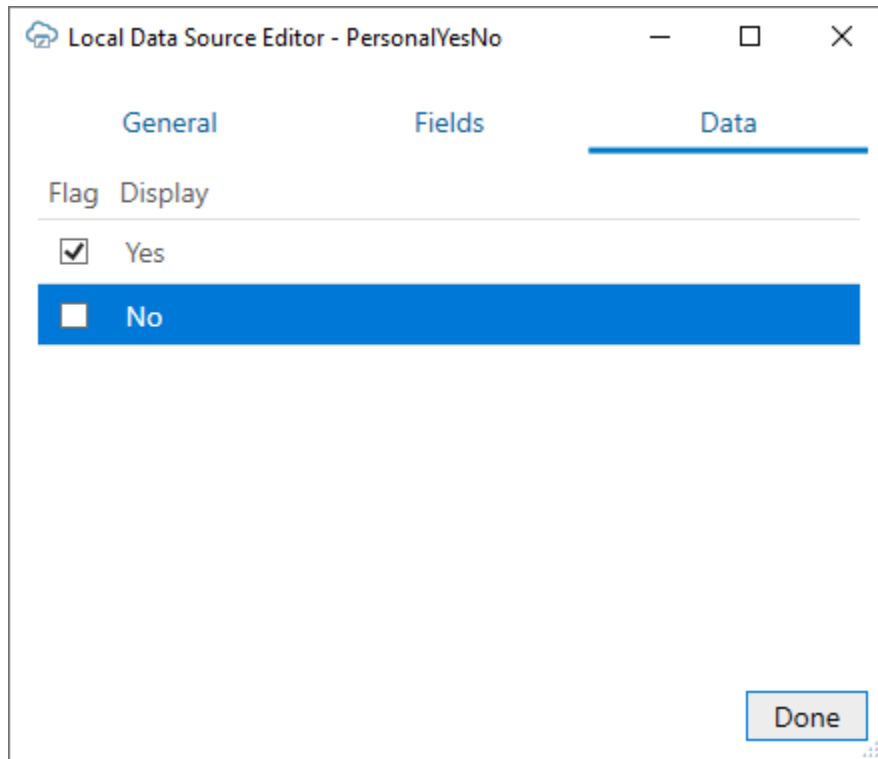 Local Data Source Editor - PersonalYesNo
General Fields Data
Flag Display
Yes
No
Done